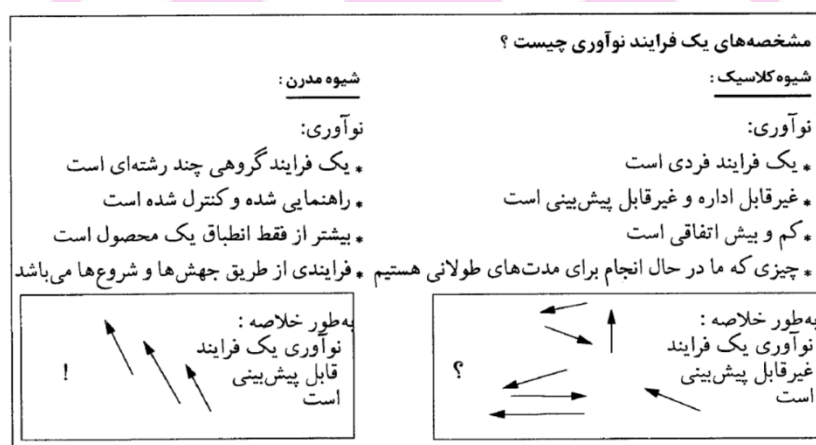 مشخصه‌های یک فرایند نوآوری چیست ؟
شیوه کلاسیک :
نوآوری:
* یک فرایند فردی است
* غیرقابل اداره و غیرقابل پیش‌بینی است
* کم و بیش اتفاقی است
* چیزی که ما در حال انجام برای مدت‌های طولانی هستیم
به‌طور خلاصه :
نوآوری یک فرایند
غیرقابل پیش‌بینی
است
؟
شیوه مدرن :
نوآوری:
* یک فرایند گروهی چند رشته‌ای است
* راهنمایی شده و کنترل شده است
* بیشتر از فقط انطباق یک محصول است
* فرایندی از طریق جهش‌ها و شروع‌ها می‌باشد
به‌طور خلاصه :
نوآوری یک فرایند
قابل پیش‌بینی
است
!